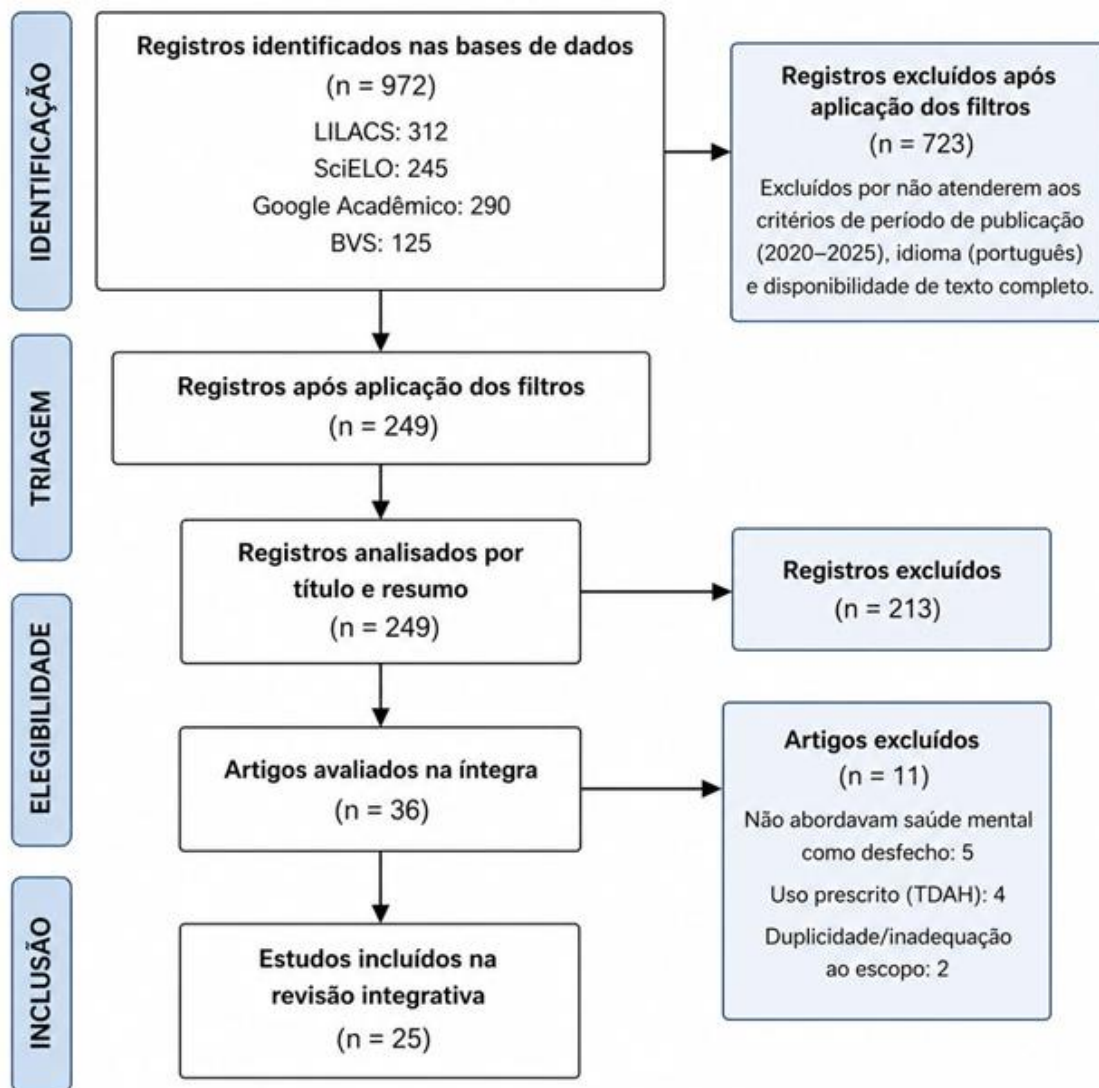 IDENTIFICAÇÃO
Registros identificados nas bases de dados
(n = 972)
LILACS: 312
SciELO: 245
Google Acadêmico: 290
BVS: 125
Registros excluídos após
aplicação dos filtros
(n = 723)
Excluídos por não atenderem aos
critérios de período de publicação
(2020–2025), idioma (português)
e disponibilidade de texto completo.
TRIAGEM
Registros após aplicação dos filtros
(n = 249)
Registros analisados por
título e resumo
(n = 249)
Registros excluídos
(n = 213)
ELEGIBILIDADE
Artigos avaliados na íntegra
(n = 36)
Artigos excluídos
(n = 11)
Não abordavam saúde mental
como desfecho: 5
Uso prescrito (TDAH): 4
Duplicidade/inadequação
ao escopo: 2
INCLUSÃO
Estudos incluídos na
revisão integrativa
(n = 25)